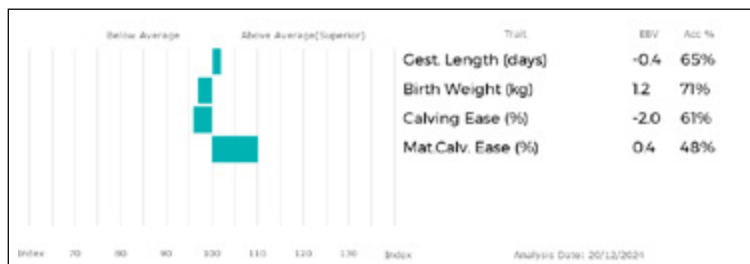 Below Average Above Average(Superior) Trait EBV Acc %
Gest. Length (days) -0.4 65%
Birth Weight (kg) 1.2 71%
Calving Ease (%) -2.0 61%
Mat.Calv. Ease (%) 0.4 48%
Index 70 80 90 100 110 120 130 Index Analysis Date: 20/12/2024